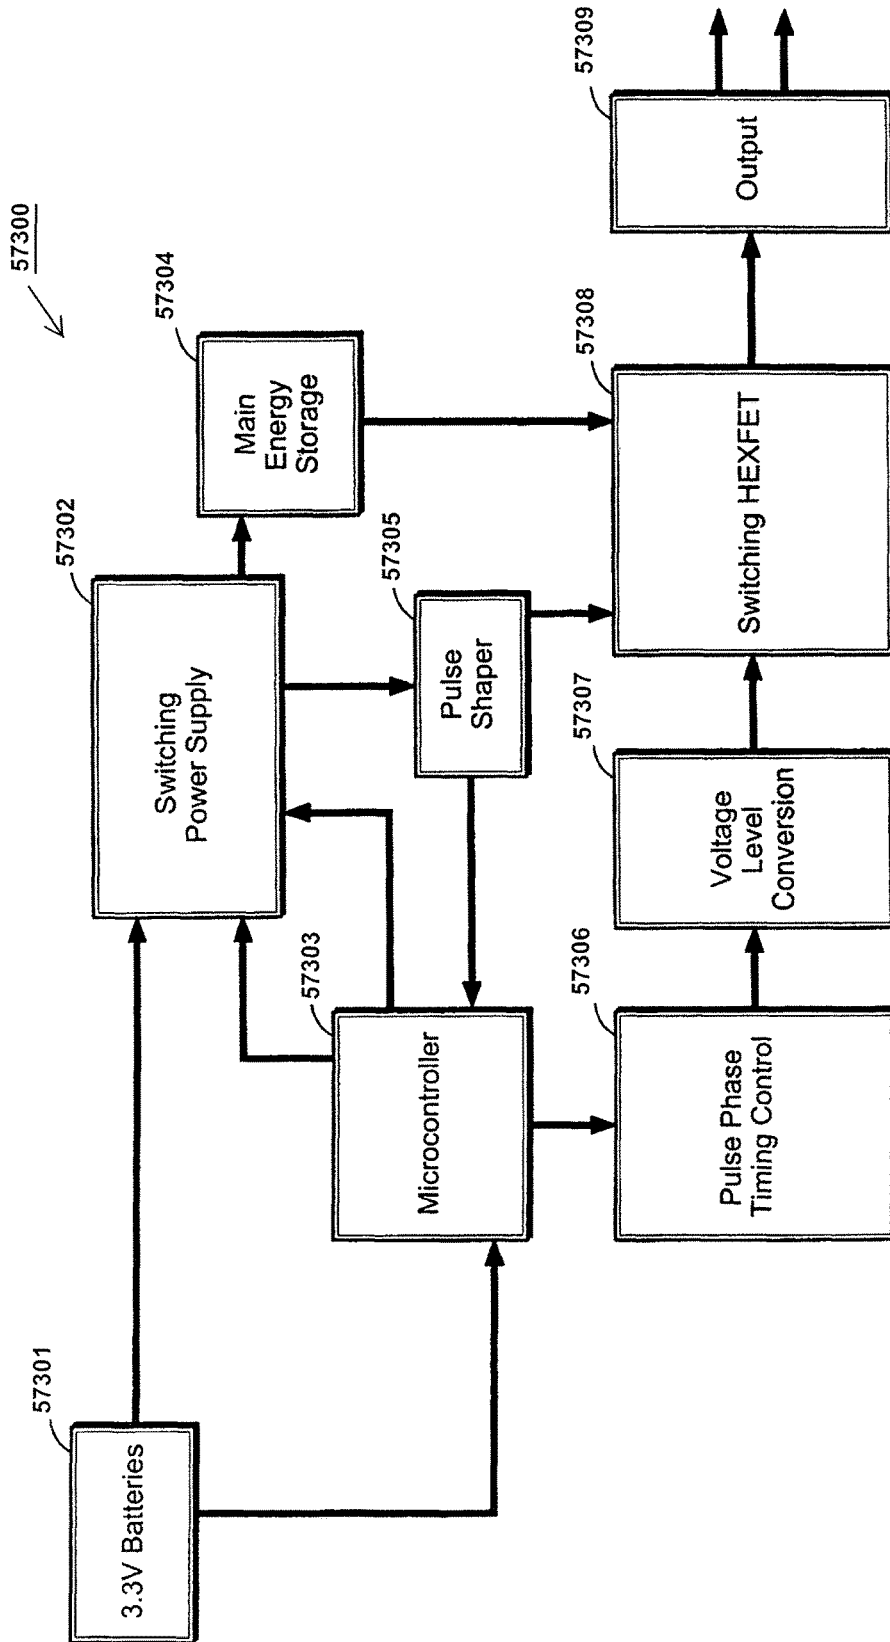 57300
57301
3.3V Batteries
57302
Switching
Power Supply
57304
Main
Energy
Storage
57303
Microcontroller
57305
Pulse
Shaper
57306
Pulse Phase
Timing Control
57307
Voltage
Level
Conversion
57308
Switching HEXFET
57309
Output